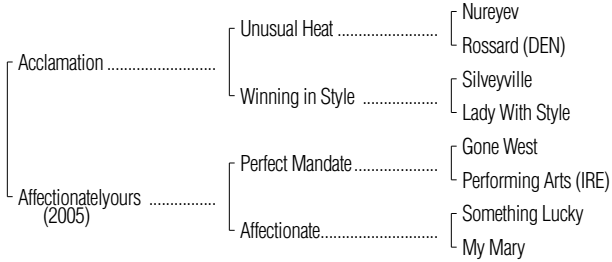 Nureyev
Unusual Heat ........................
Rossard (DEN)
Acclamation ..........................
Silveyville
Winning in Style ..................
Lady With Style
Gone West
Perfect Mandate....................
Performing Arts (IRE)
Affectionatelyours ................
(2005)
Something Lucky
Affectionate............................
My Mary